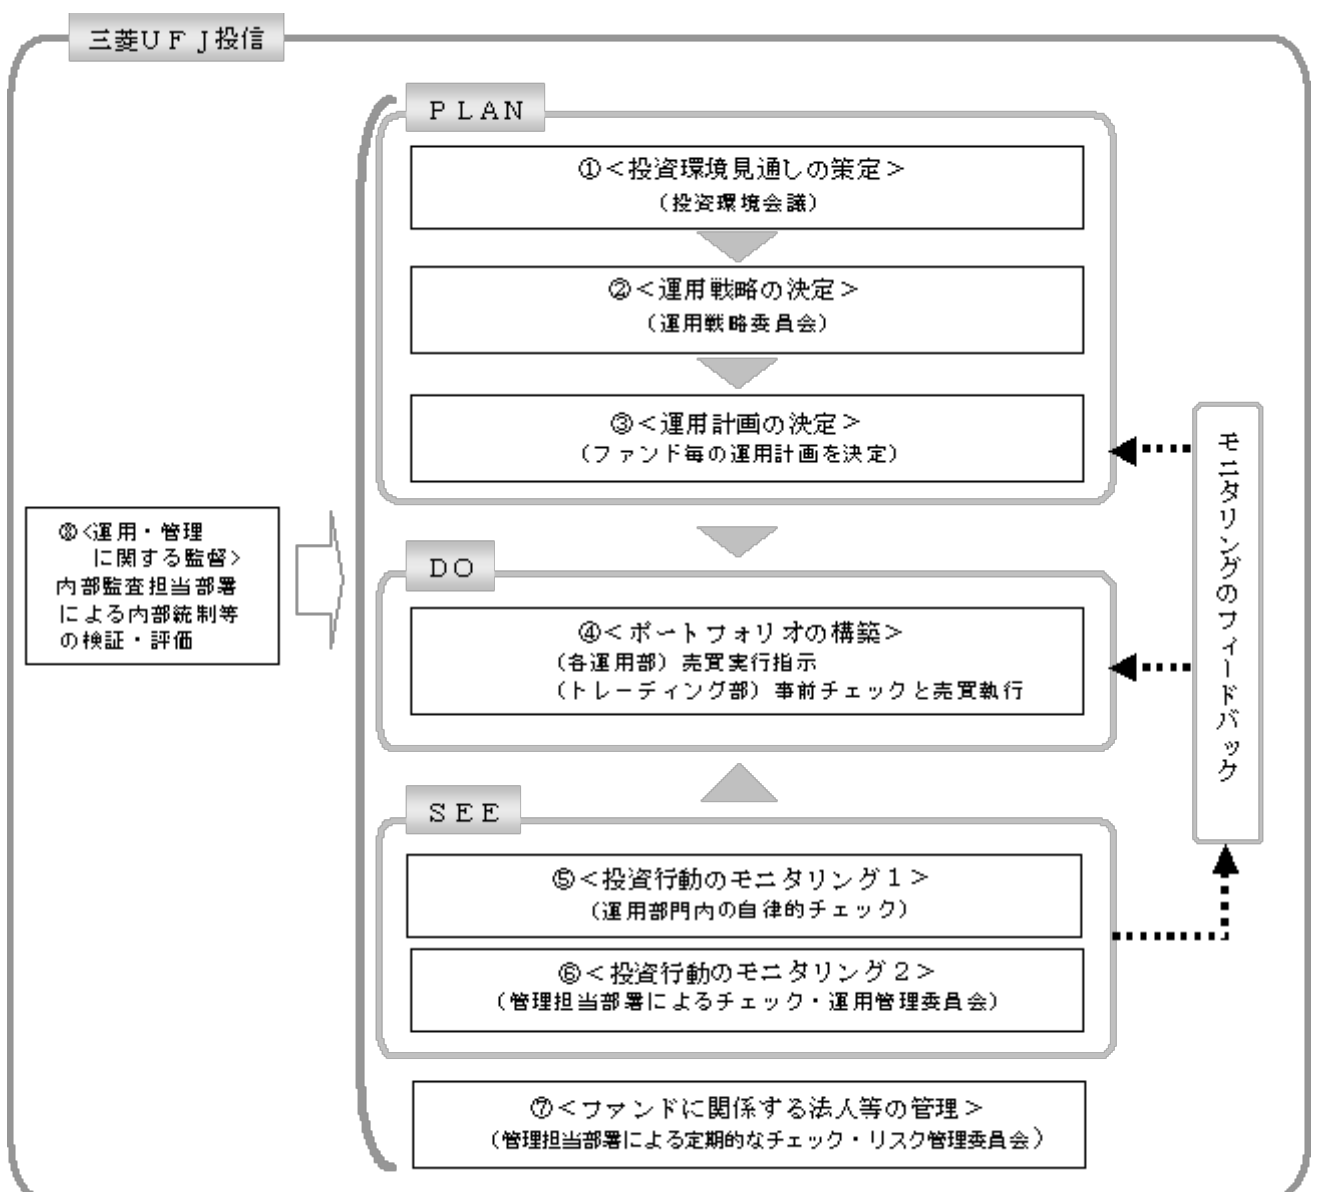 三菱ＵＦＪ投信
ＰＬＡＮ
①＜投資環境見通しの策定＞
（投資環境会議）
②＜運用戦略の決定＞
（運用戦略委員会）
③＜運用計画の決定＞
（ファンド毎の運用計画を決定）
⑧＜運用・管理
に関する監督＞
内部監査担当部署
による内部統制等
の検証・評価
ＤＯ
④＜ポートフォリオの構築＞
（各運用部）売買実行指示
（トレーディング部）事前チェックと売買執行
モニタリングのフィードバック
ＳＥＥ
⑤＜投資行動のモニタリング１＞
（運用部門内の自律的チェック）
⑥＜投資行動のモニタリング２＞
（管理担当部署によるチェック・運用管理委員会）
⑦＜ファンドに関係する法人等の管理＞
（管理担当部署による定期的なチェック・リスク管理委員会）